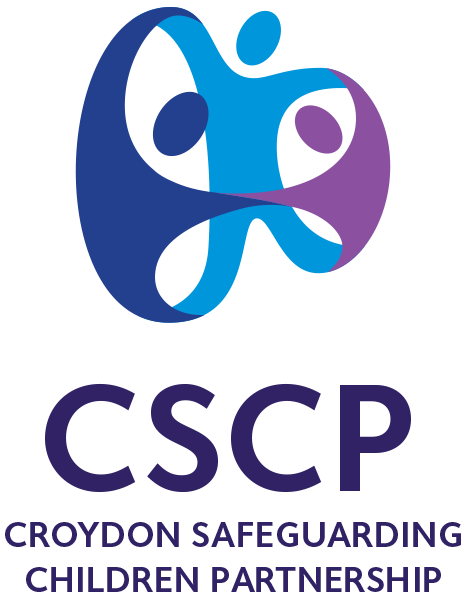 CSCP
CROYDON SAFEGUARDING
CHILDREN PARTNERSHIP